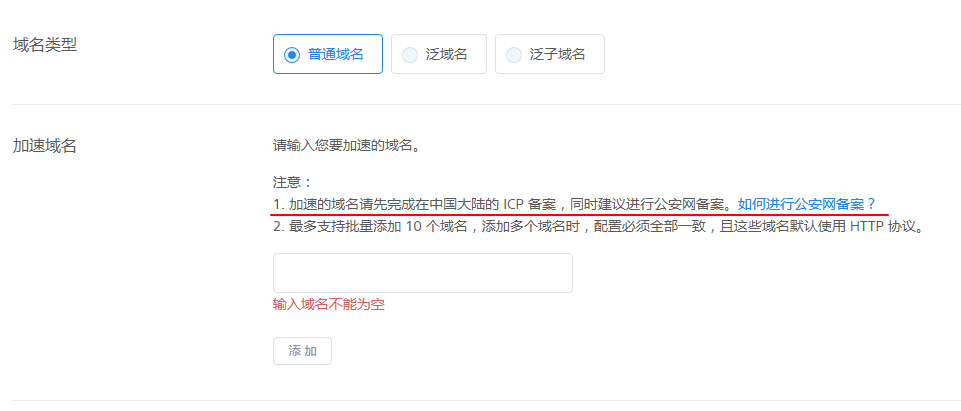 域名类型
普通域名 泛域名 泛子域名
加速域名
请输入您要加速的域名。
注意：
1. 加速的域名请先完成在中国大陆的 ICP 备案，同时建议进行公安网备案。如何进行公安网备案？
2. 最多支持批量添加 10 个域名，添加多个域名时，配置必须全部一致，且这些域名默认使用 HTTP 协议。
输入域名不能为空
添 加